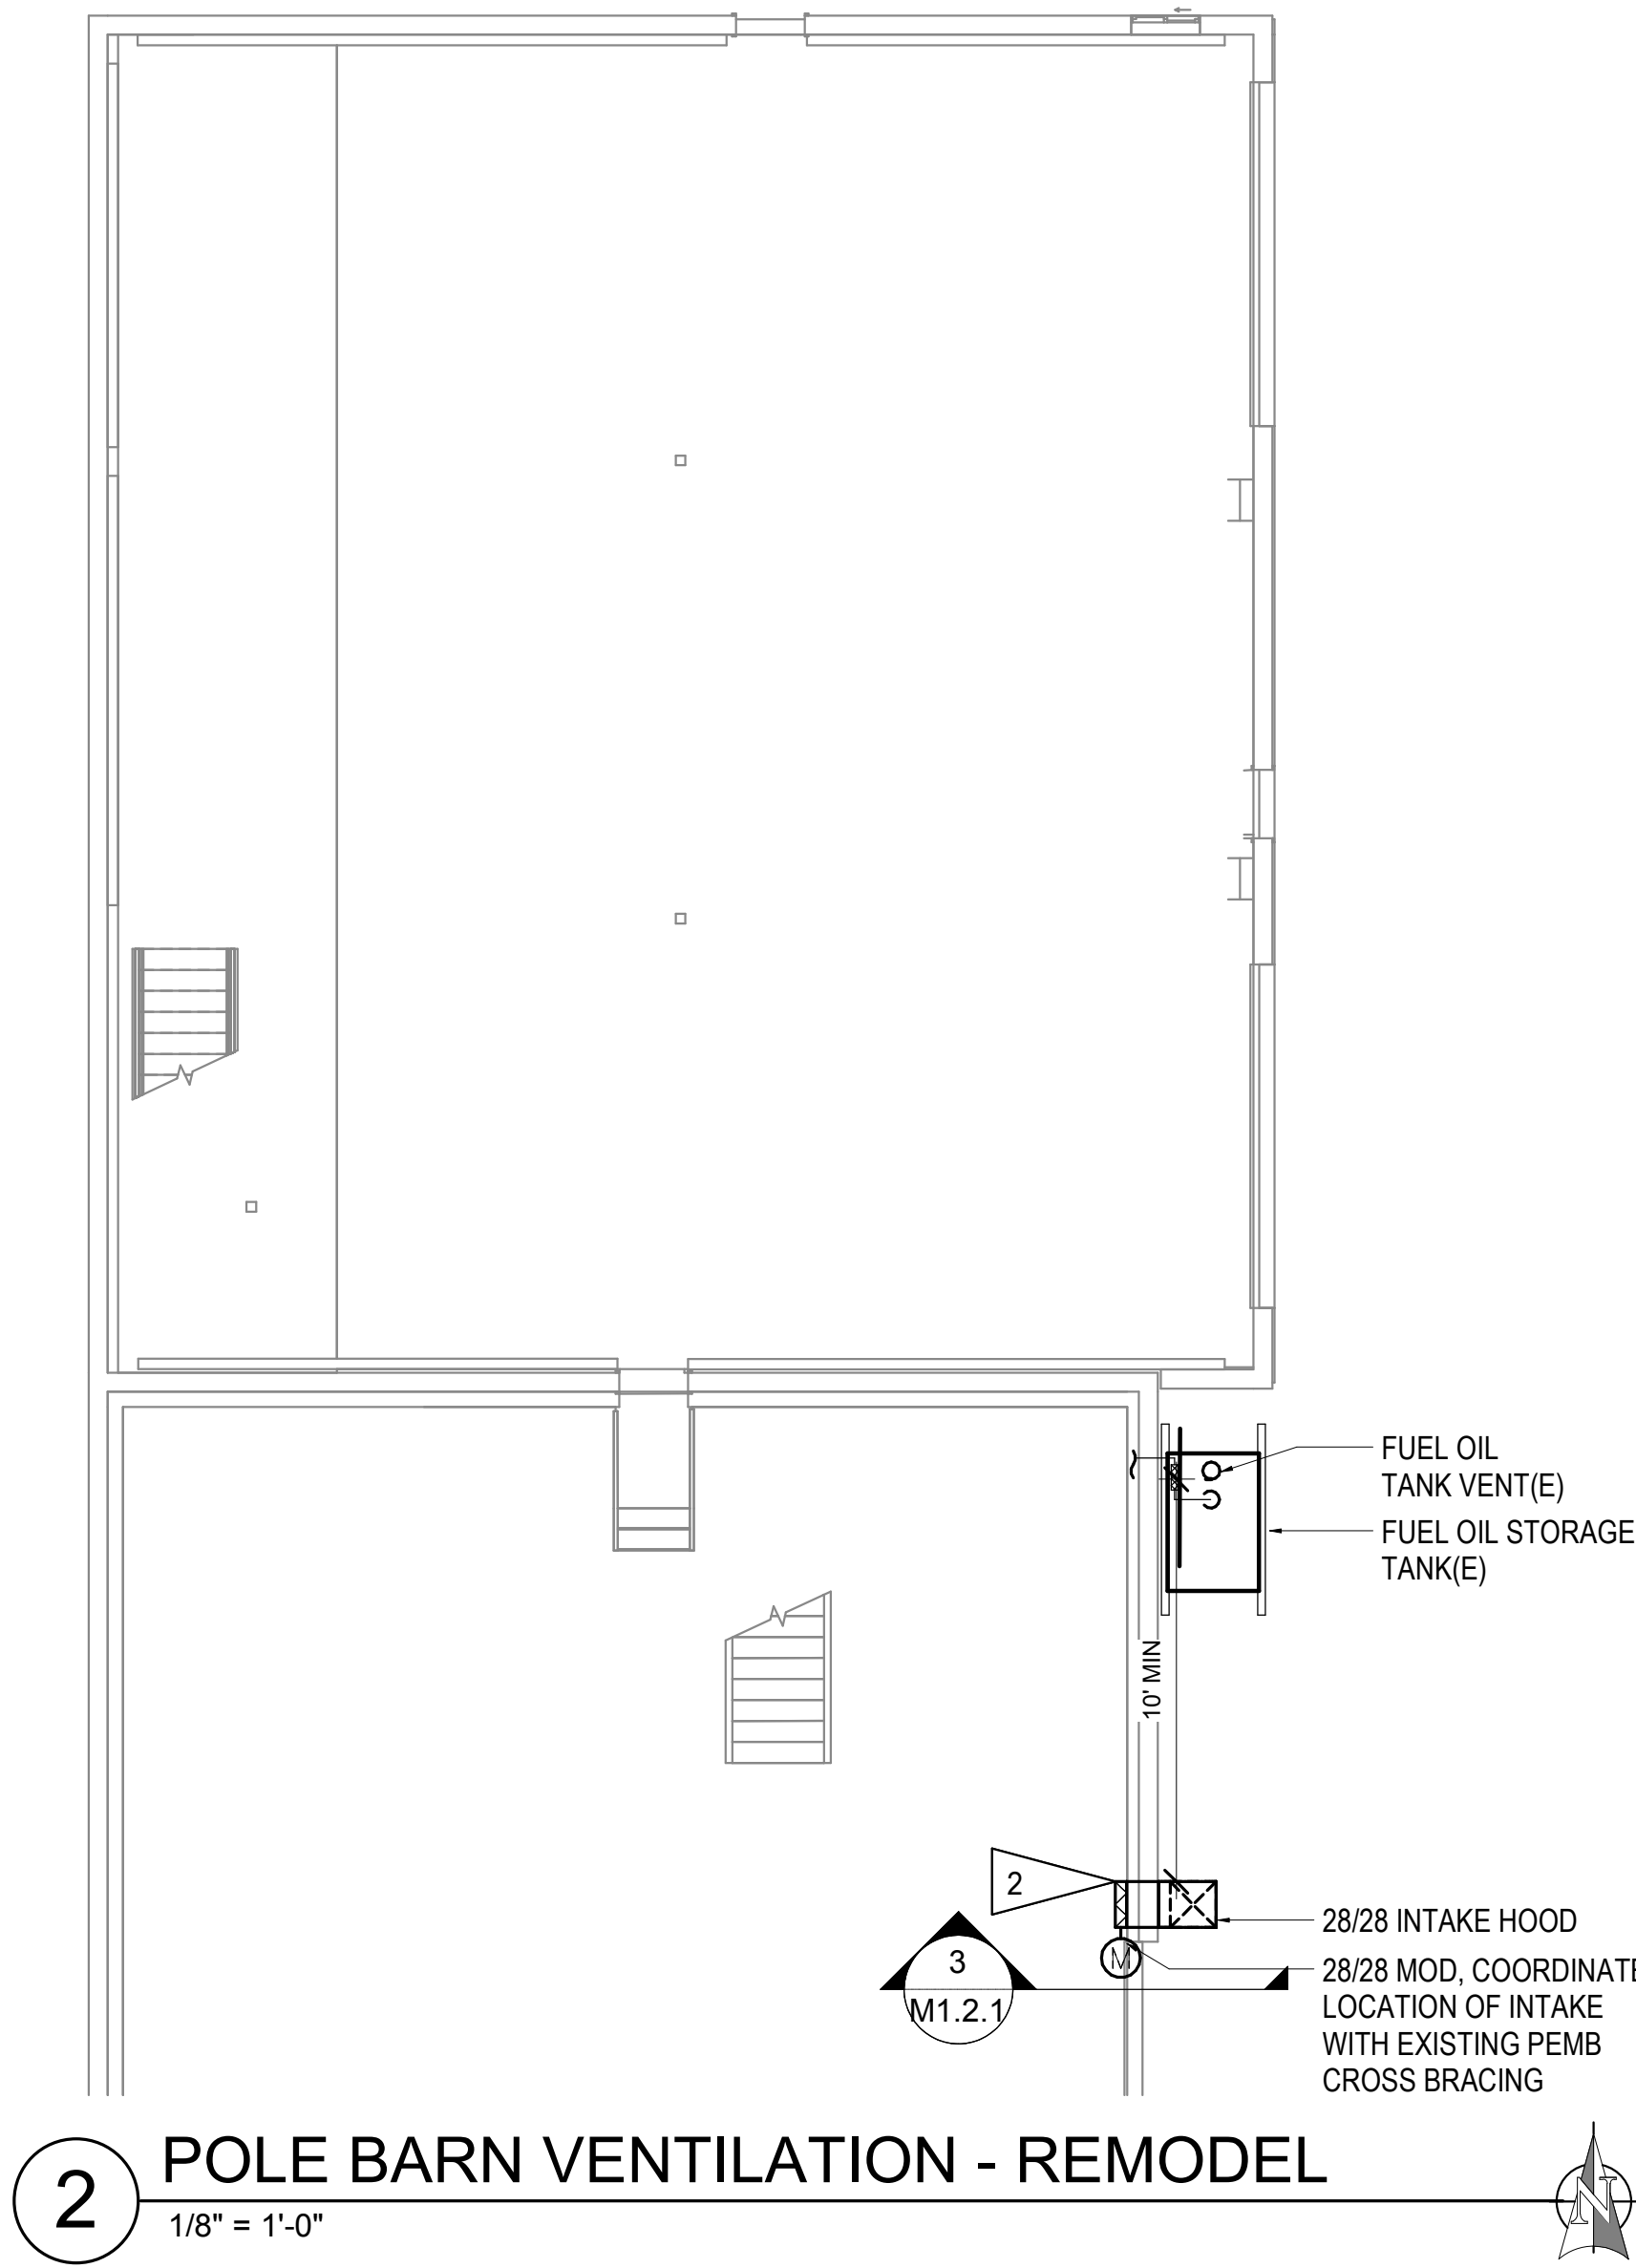 FUEL OIL
TANK VENT(E)
FUEL OIL STORAGE
TANK(E)
10' MIN
2
28/28 INTAKE HOOD
3
M1.2.1
M
28/28 MOD, COORDINATE
LOCATION OF INTAKE
WITH EXISTING PEMB
CROSS BRACING
2
POLE BARN VENTILATION - REMODEL
1/8" = 1'-0"
N